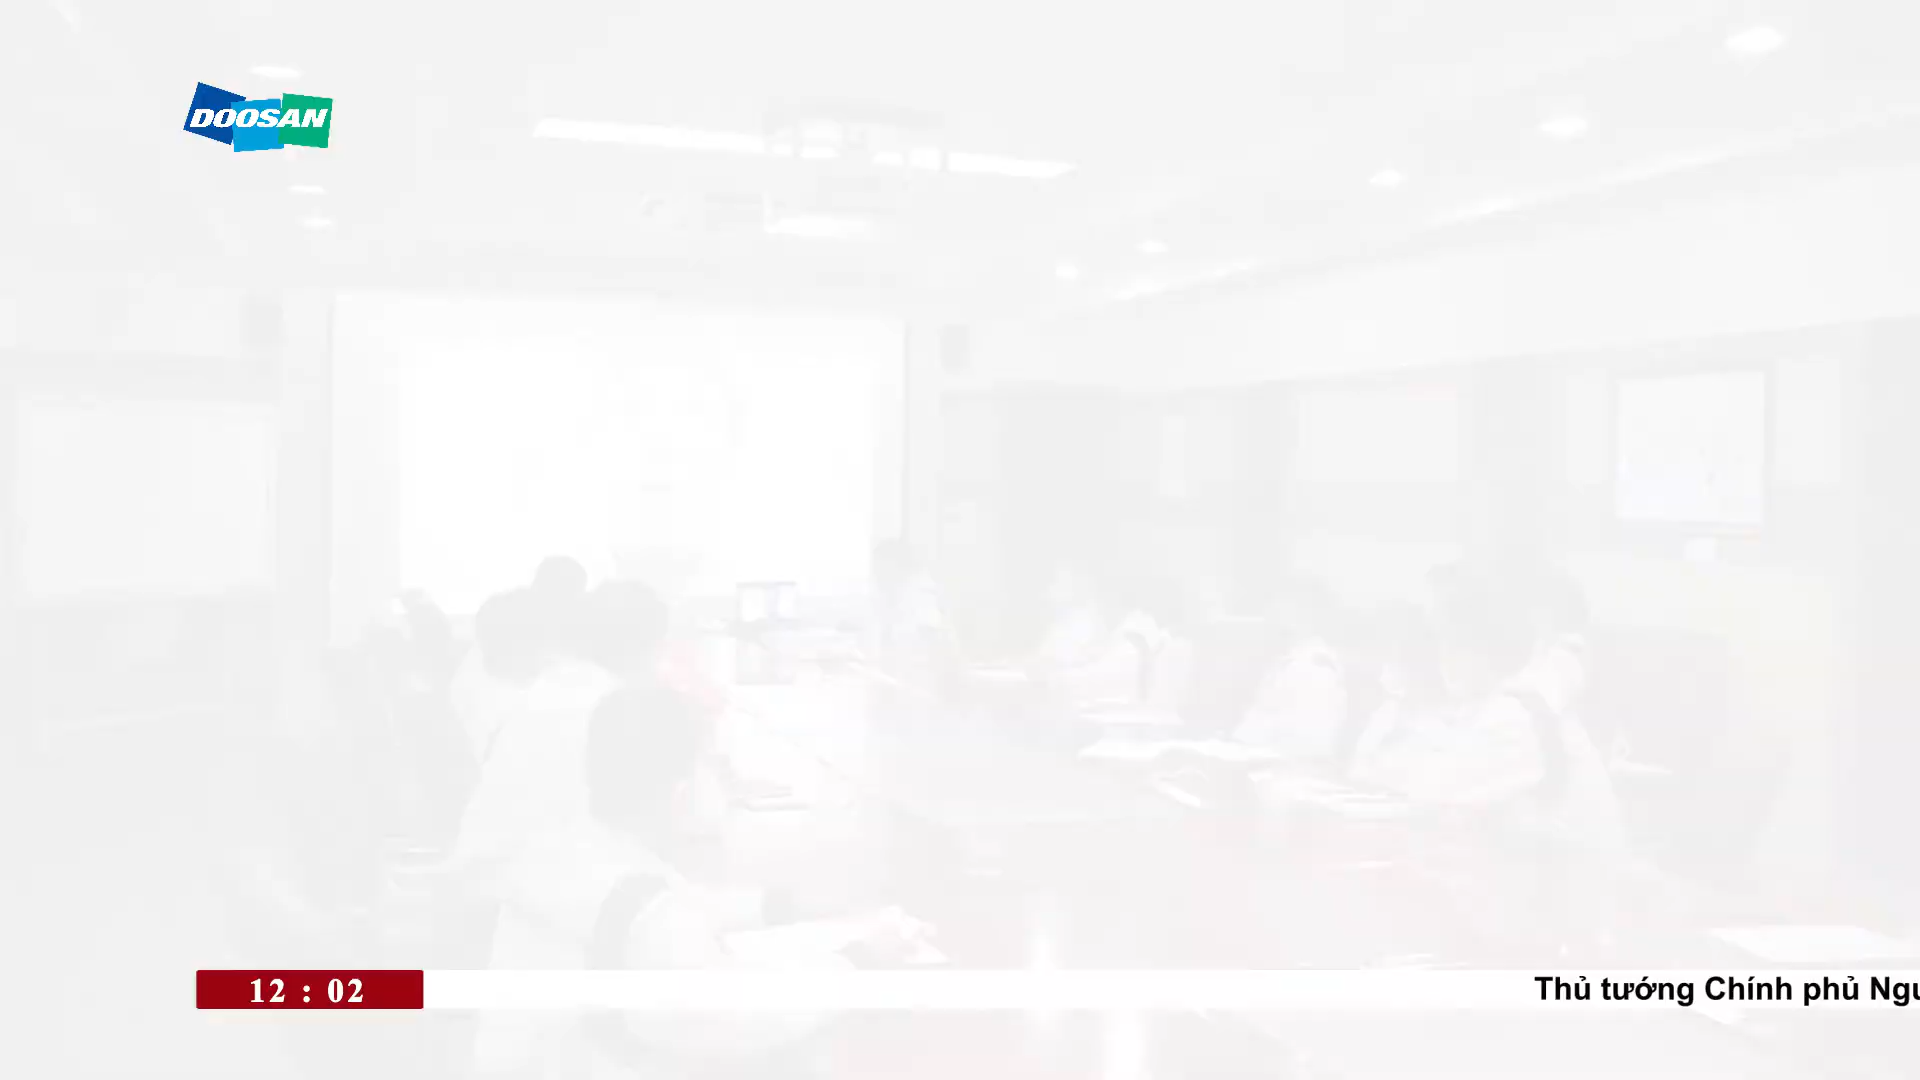 DOOSAN
12 : 02
Thủ tướng Chính phủ